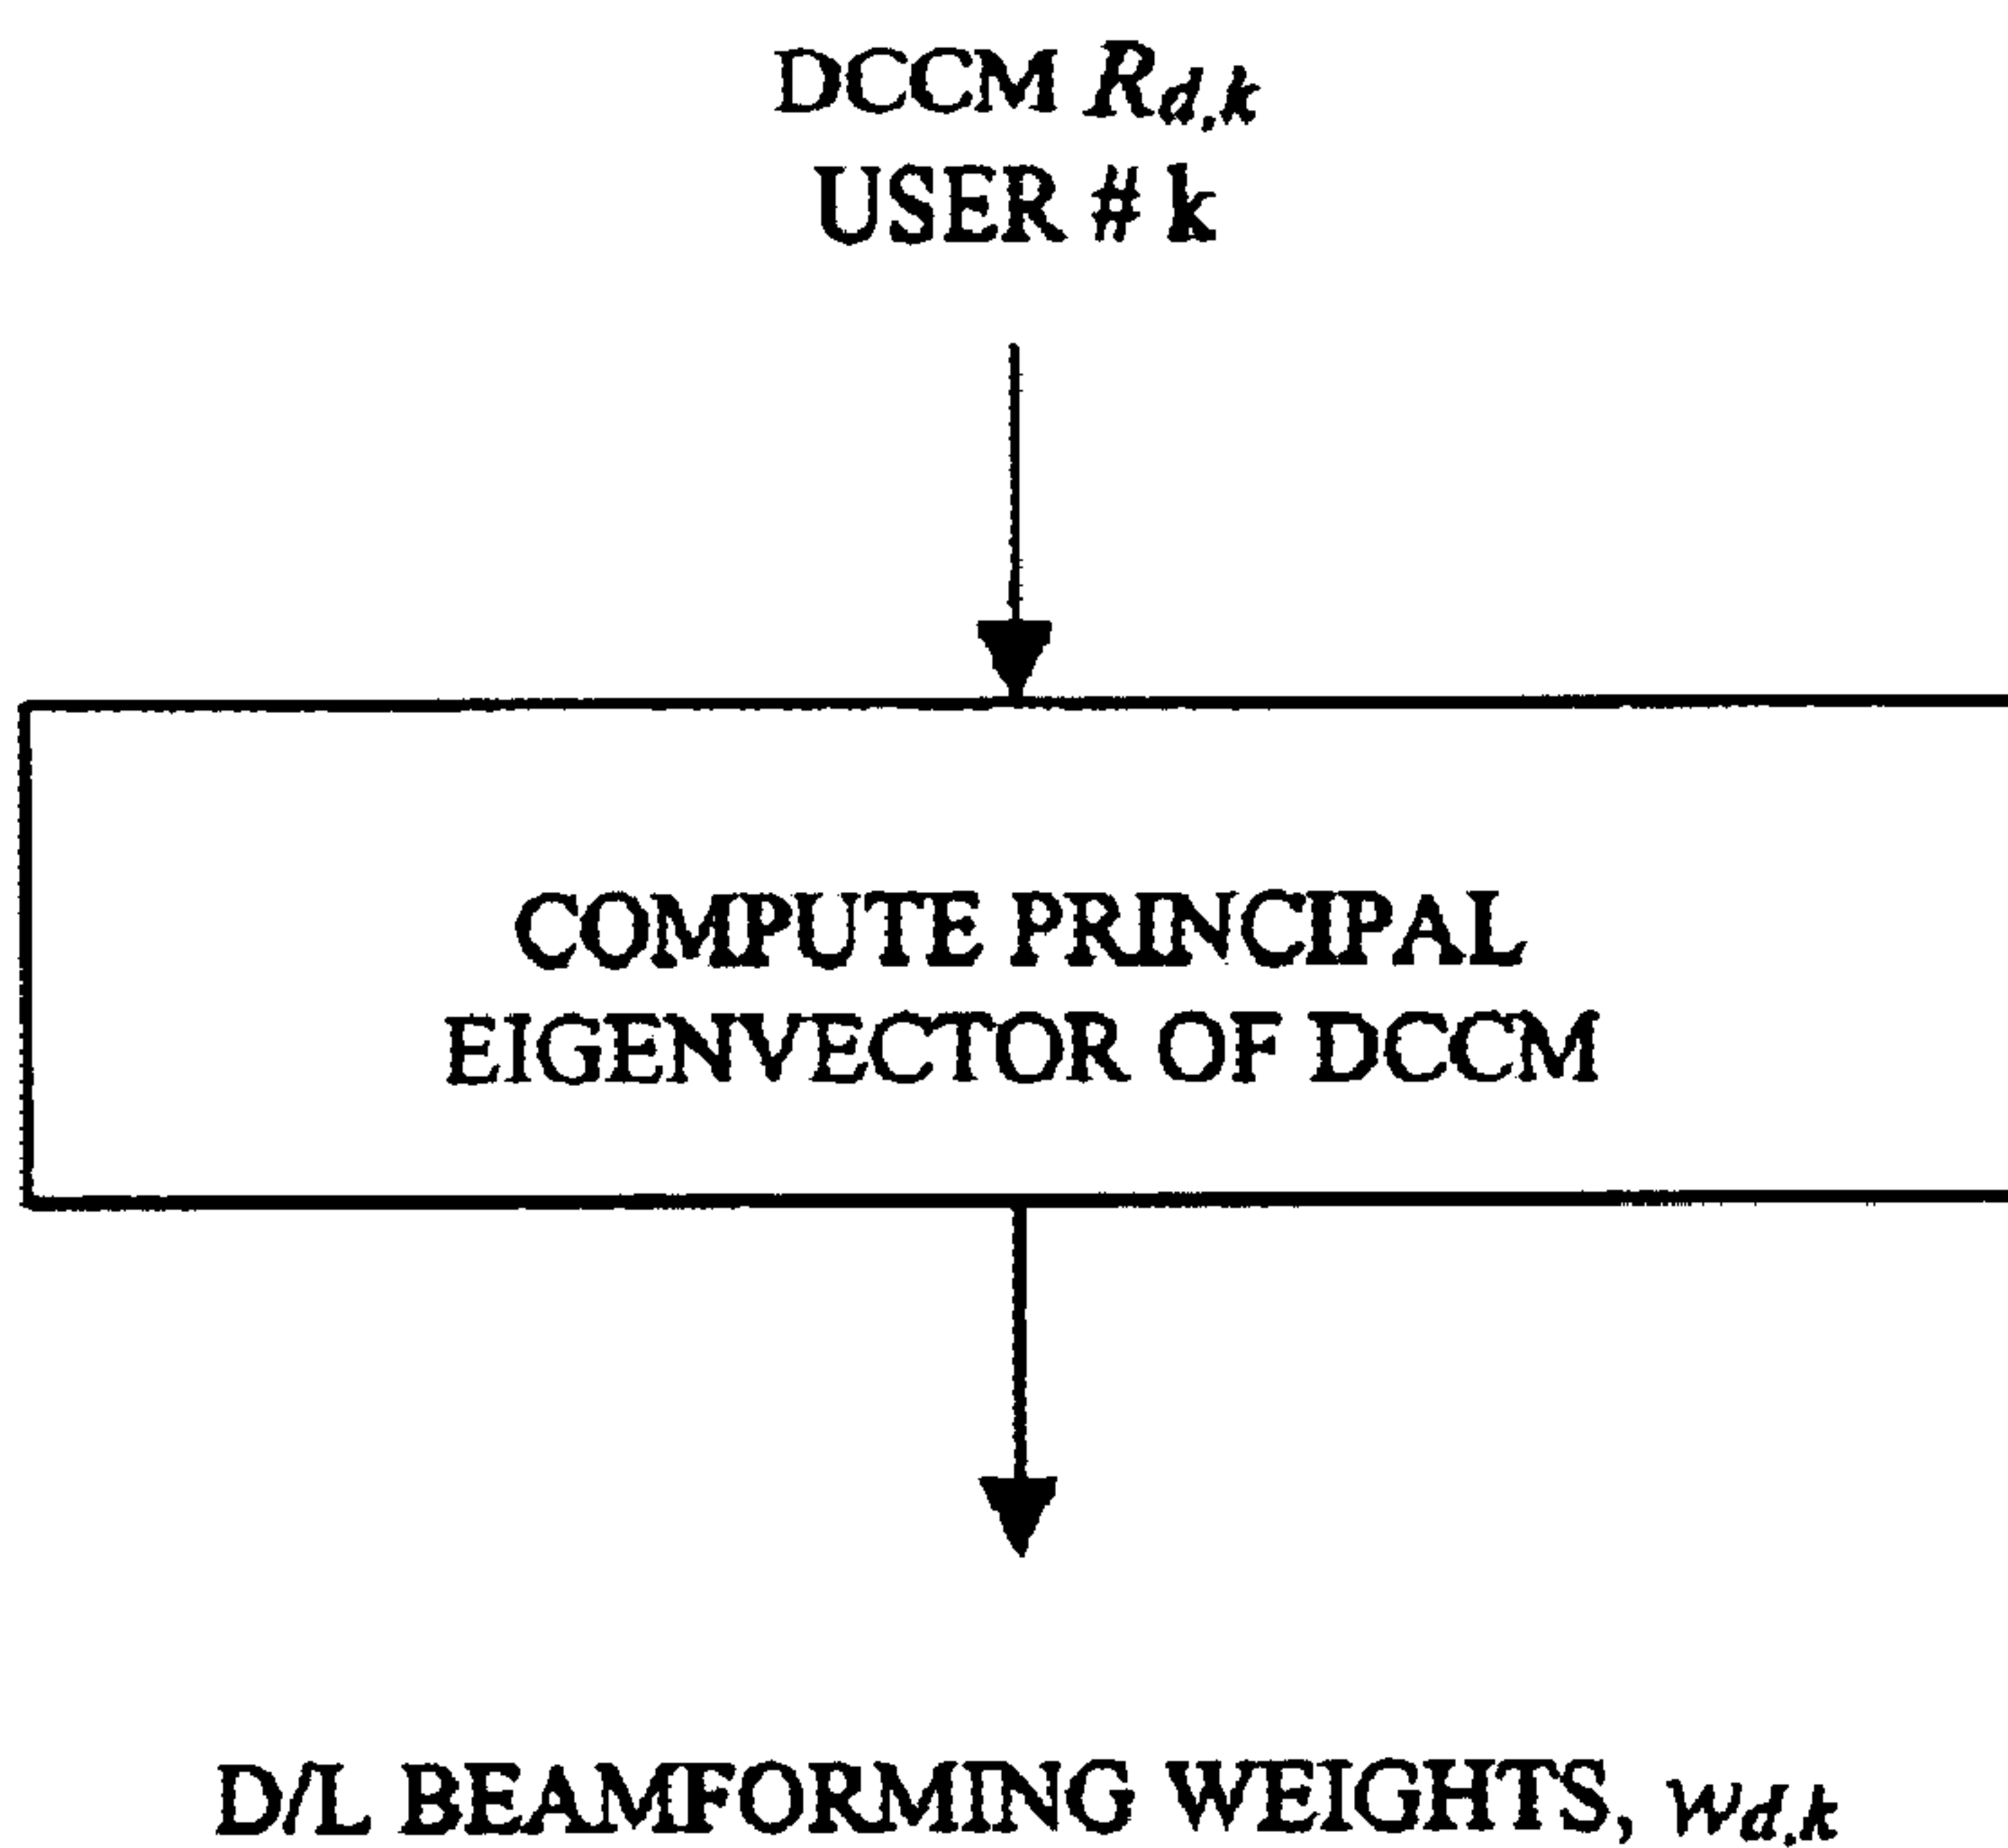 DCCM Rd,k
USER # k
COMPUTE PRINCIPAL
EIGENVECTOR OF DCCM
D/L BEAMFORMING WEIGHTS, wd,k